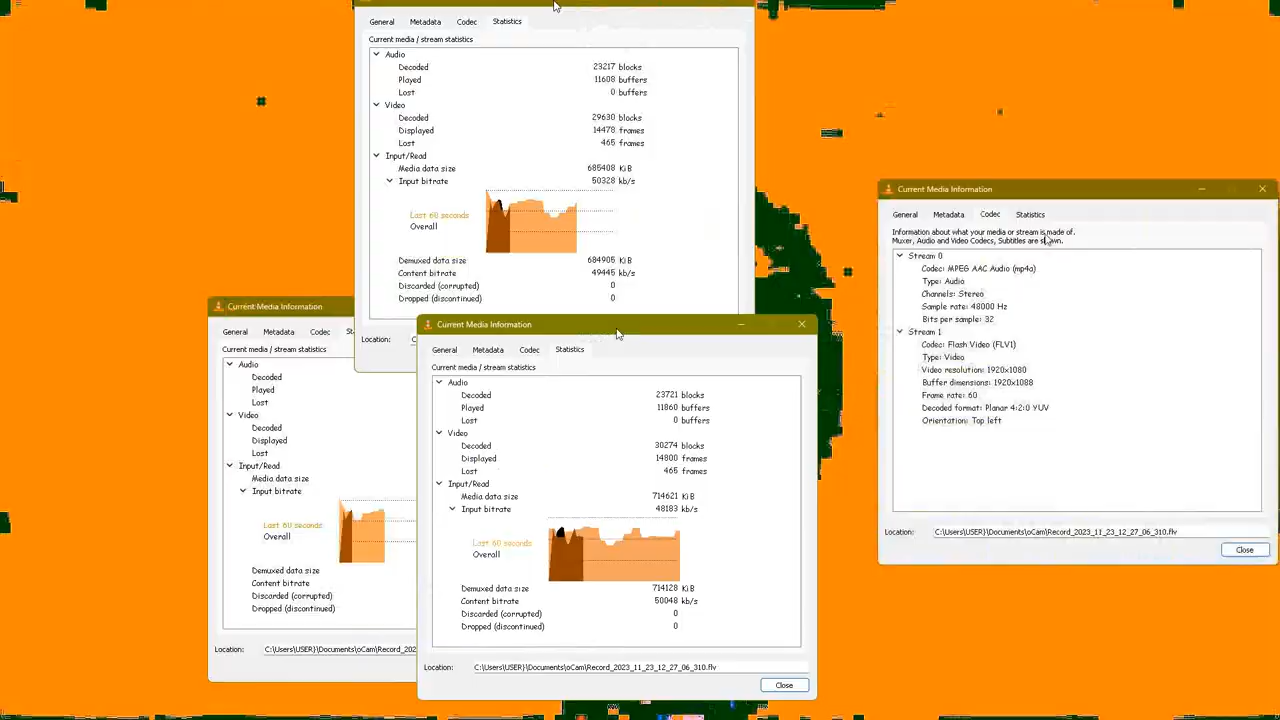 General Metadata Codec Statistics
Current media / stream statistics
Audio
Decoded 23217 blocks
Played 11608 buffers
Lost 0 buffers
Video
Decoded 29630 blocks
Displayed 14478 frames
Lost 465 frames
Input/Read
Media data size 685408 KiB
Input bitrate 50328 kb/s
Last 60 seconds
Overall
Demuxed data size 684905 KiB
Content bitrate 49445 kb/s
Discarded (corrupted) 0
Dropped (discontinued) 0
Location:
Current Media Information
General Metadata Codec
Current media / stream statistics
Audio
Decoded
Played
Lost
Video
Decoded
Displayed
Lost
Input/Read
Media data size
Input bitrate
Last 60 seconds
Overall
Demuxed data size
Content bitrate
Discarded (corrupted)
Dropped (discontinued)
Location: C:\Users\USER}\Documents\oCam\Record_202
Current Media Information
General Metadata Codec Statistics
Current media / stream statistics
Audio
Decoded 23721 blocks
Played 11860 buffers
Lost 0 buffers
Video
Decoded 30274 blocks
Displayed 14800 frames
Lost 465 frames
Input/Read
Media data size 714621 KiB
Input bitrate 48183 kb/s
Last 60 seconds
Overall
Demuxed data size 714128 KiB
Content bitrate 50048 kb/s
Discarded (corrupted) 0
Dropped (discontinued) 0
Location: C:\Users\USER}\Documents\oCam\Record_2023_11_23_12_27_06_310.flv
Close
Current Media Information
General Metadata Codec Statistics
Information about what your media or stream is made of.
Muxer, Audio and Video Codecs, Subtitles are shown.
Stream 0
Codec: MPEG AAC Audio (mp4a)
Type: Audio
Channels: Stereo
Sample rate: 48000 Hz
Bits per sample: 32
Stream 1
Codec: Flash Video (FLV1)
Type: Video
Video resolution: 1920x1080
Buffer dimensions: 1920x1088
Frame rate: 60
Decoded format: Planar 4:2:0 YUV
Orientation: Top left
Location: C:\Users\USER}\Documents\oCam\Record_2023_11_23_12_27_06_310.flv
Close